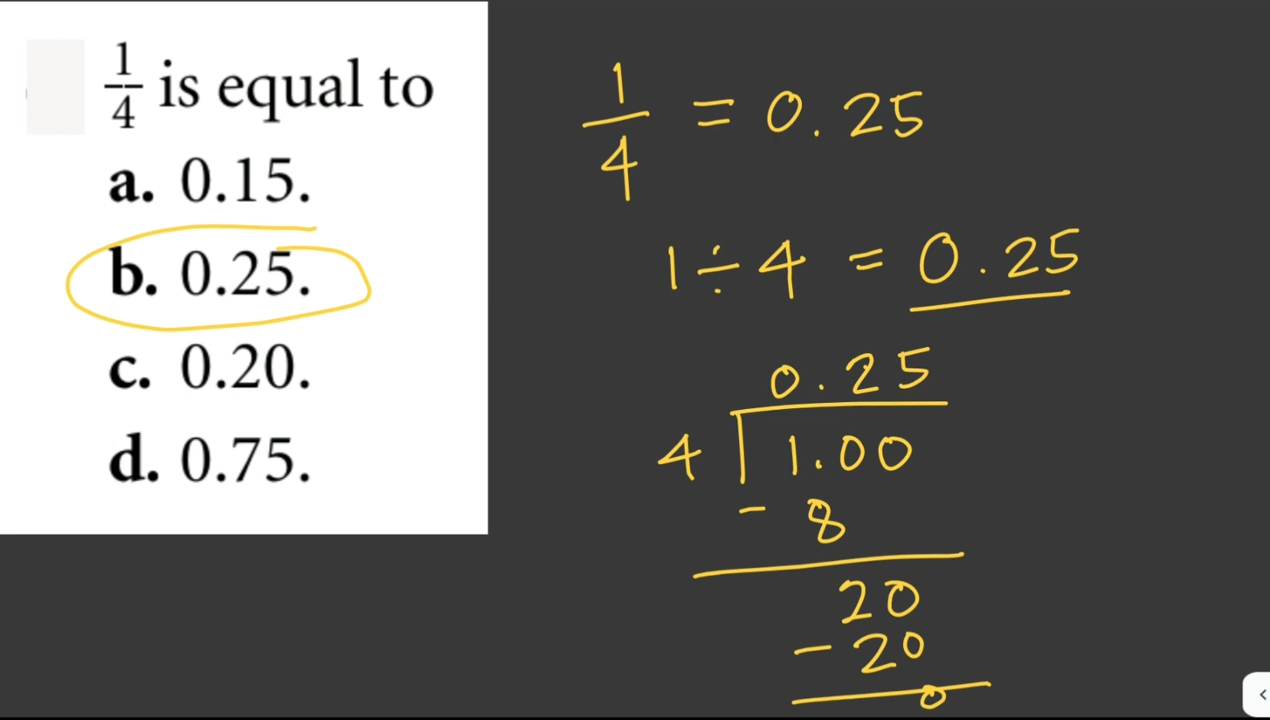 1/4 is equal to
a. 0.15.
b. 0.25.
c. 0.20.
d. 0.75.
1/4 = 0.25
1 ÷ 4 = 0.25
0.25
4 1.00
- 8
20
- 20
0